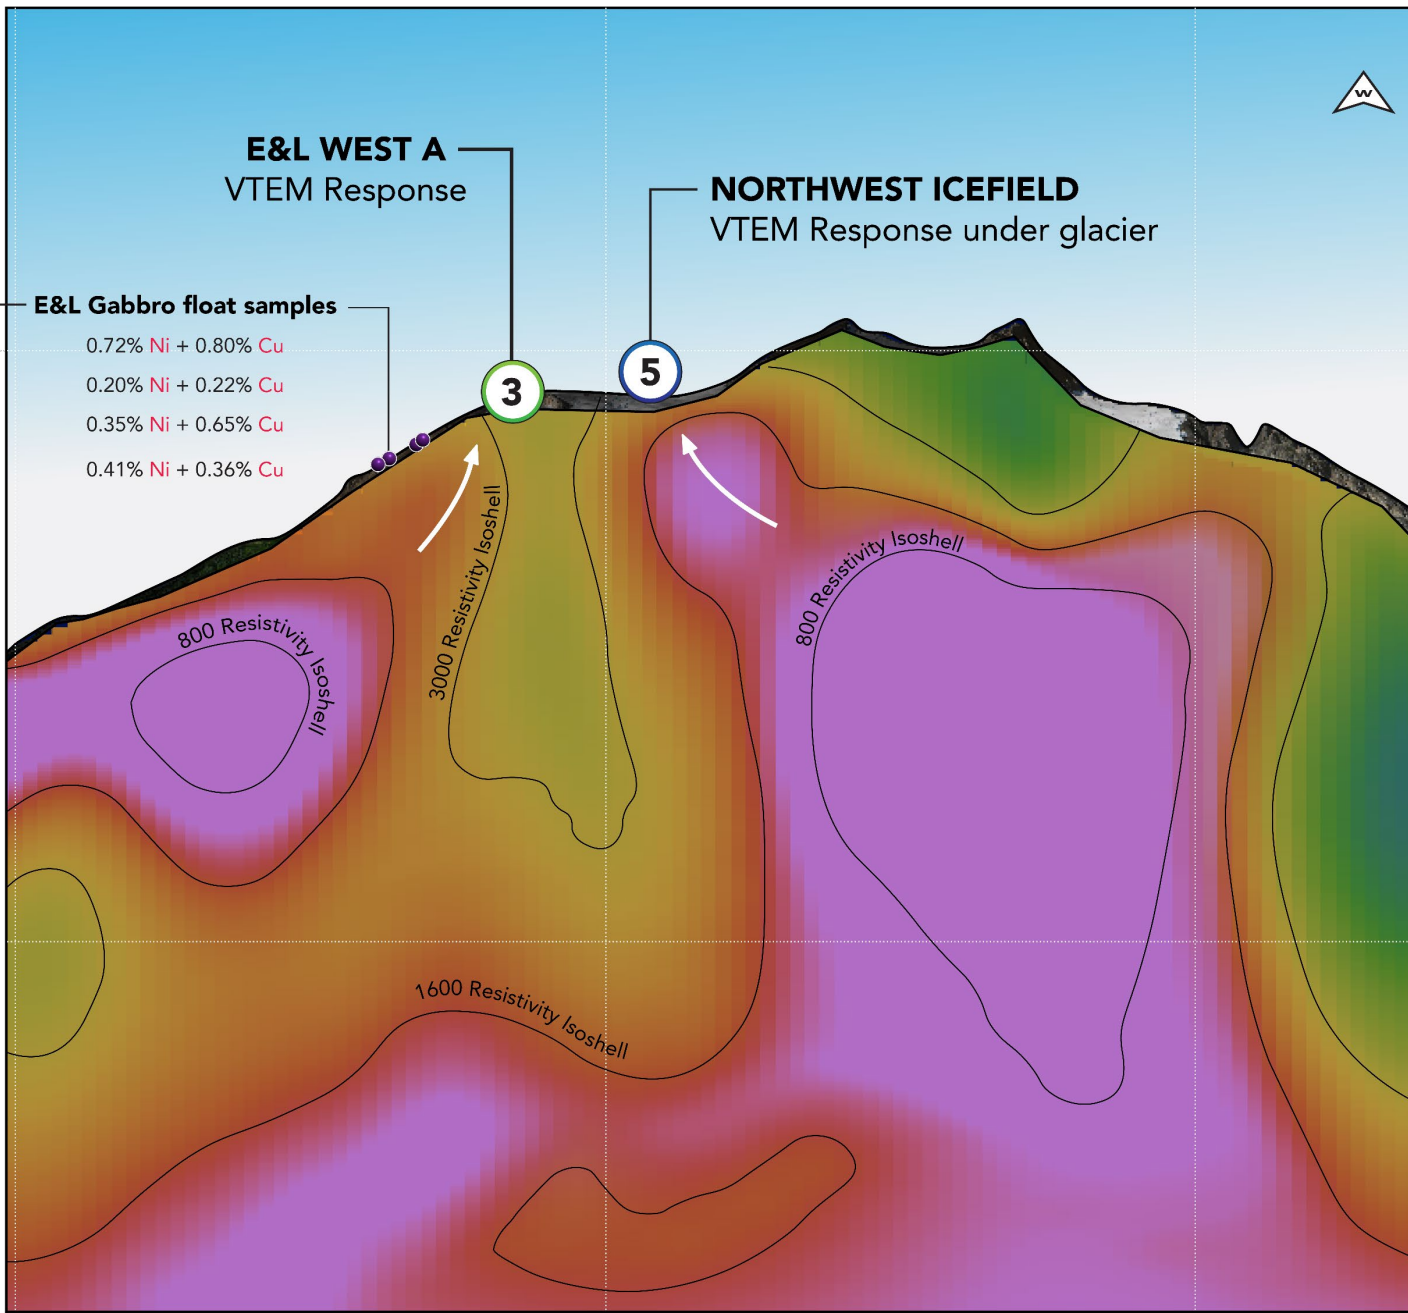 W
E&L WEST A
VTEM Response
NORTHWEST ICEFIELD
VTEM Response under glacier
E&L Gabbro float samples
0.72% Ni + 0.80% Cu
0.20% Ni + 0.22% Cu
0.35% Ni + 0.65% Cu
0.41% Ni + 0.36% Cu
3
5
800 Resistivity Isoshell
3000 Resistivity Isoshell
800 Resistivity Isoshell
1600 Resistivity Isoshell